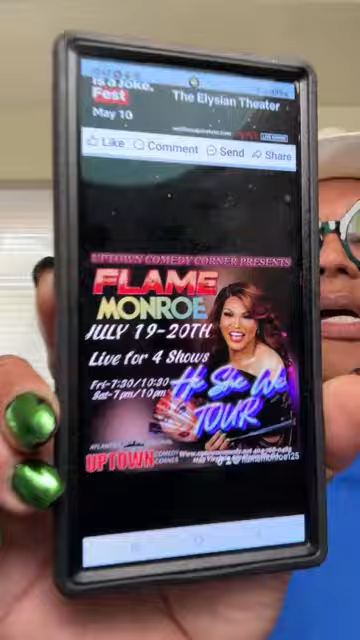 is a Joke.
Fest
The Elysian Theater
May 10
Like Comment Send Share
UPTOWN COMEDY CORNER PRESENTS
FLAME
MONROE
JULY 19-20TH
Live for 4 Shows
Fri-7:30/10:30
Sat-7pm/10pm
He She We
TOUR
UPTOWN COMEDY CORNER